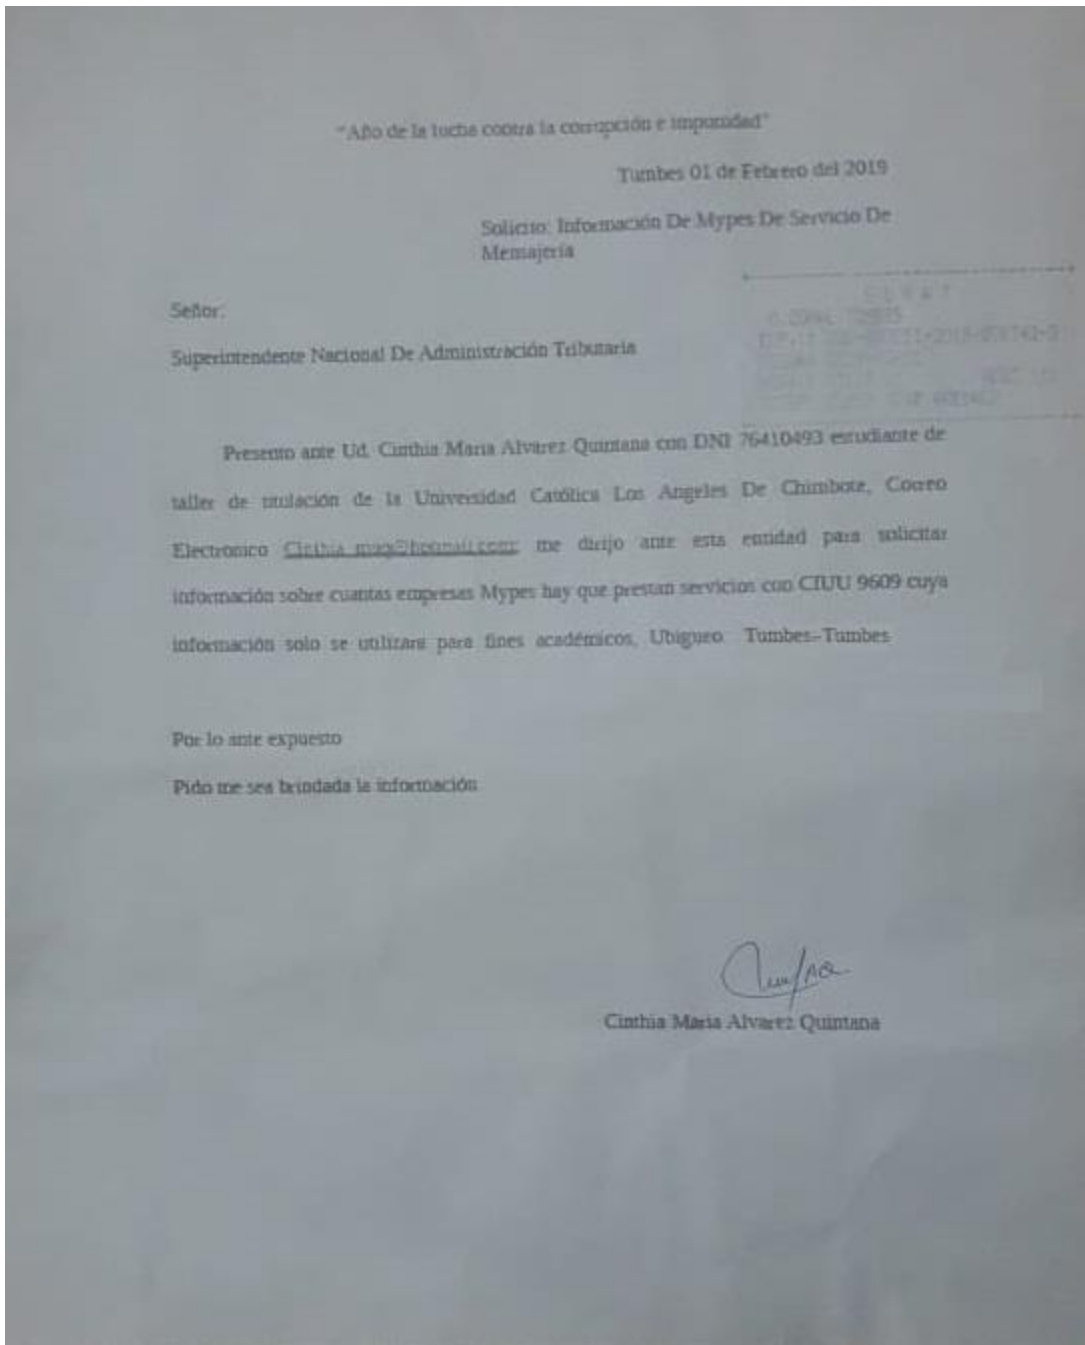 “Año de la lucha contra la corrupción e impunidad”
Tumbes 01 de Febrero del 2019
Solicito: Información De Mypes De Servicio De
Mensajería
Señor:
Superintendente Nacional De Administración Tributaria
Presento ante Ud. Cinthia Maria Alvarez Quintana con DNI 76410493 estudiante de
taller de titulación de la Universidad Católica Los Angeles De Chimbote, Correo
Electrónico me dirijo ante esta entidad para solicitar
información sobre cuantas empresas Mypes hay que prestan servicios con CIUU 9609 cuya
información solo se utilizara para fines académicos, Ubigueo Tumbes–Tumbes
Por lo ante expuesto
Pido me sea brindada la información
Cinthia Maria Alvarez Quintana